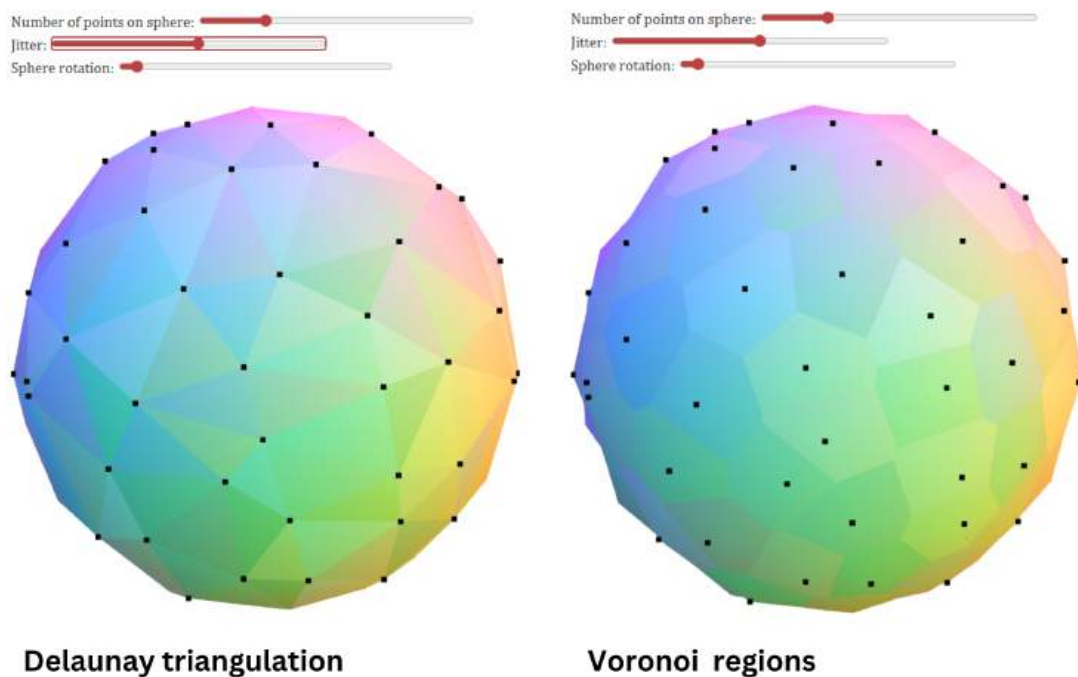 Number of points on sphere:
Jitter:
Sphere rotation:
Number of points on sphere:
Jitter:
Sphere rotation:
Delaunay triangulation
Voronoi regions